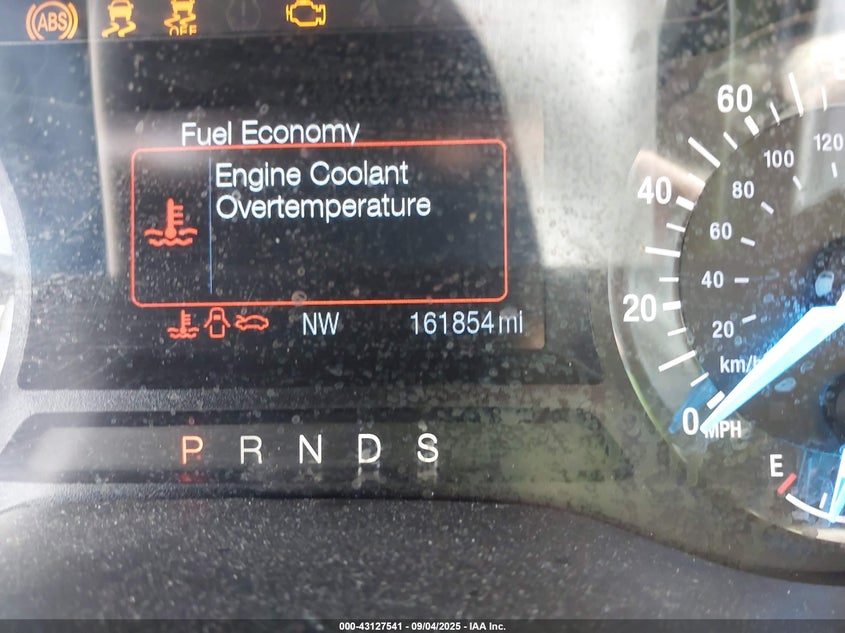 ABS
OFF
Fuel Economy
Engine Coolant
Overtemperature
NW 161854 mi
P R N D S
0 20 40 60
20 40 60 80 100 120
km/h
MPH
E
000-43127541 - 09/04/2025 - IAA Inc.